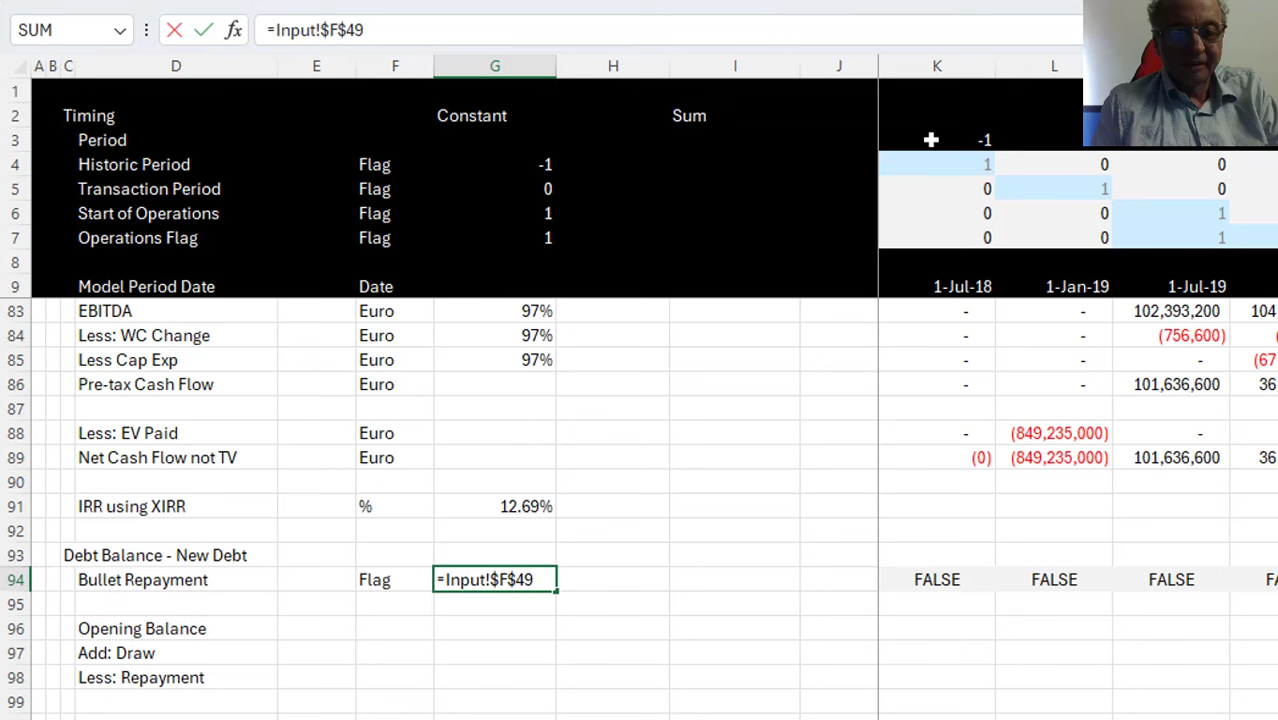 SUM =Input!$F$49
A B C D E F G H I J K L
1
2 Timing Constant Sum
3 Period -1
4 Historic Period Flag -1 1 0 0
5 Transaction Period Flag 0 0 1 0
6 Start of Operations Flag 1 0 0 1
7 Operations Flag Flag 1 0 0 1
8
9 Model Period Date Date 1-Jul-18 1-Jan-19 1-Jul-19
83 EBITDA Euro 97% - - 102,393,200 104
84 Less: WC Change Euro 97% - - (756,600) (
85 Less Cap Exp Euro 97% - - - (67
86 Pre-tax Cash Flow Euro - - 101,636,600 36
87
88 Less: EV Paid Euro - (849,235,000) -
89 Net Cash Flow not TV Euro (0) (849,235,000) 101,636,600 36
90
91 IRR using XIRR % 12.69%
92
93 Debt Balance - New Debt
94 Bullet Repayment Flag =Input!$F$49 FALSE FALSE FALSE FA
95
96 Opening Balance
97 Add: Draw
98 Less: Repayment
99